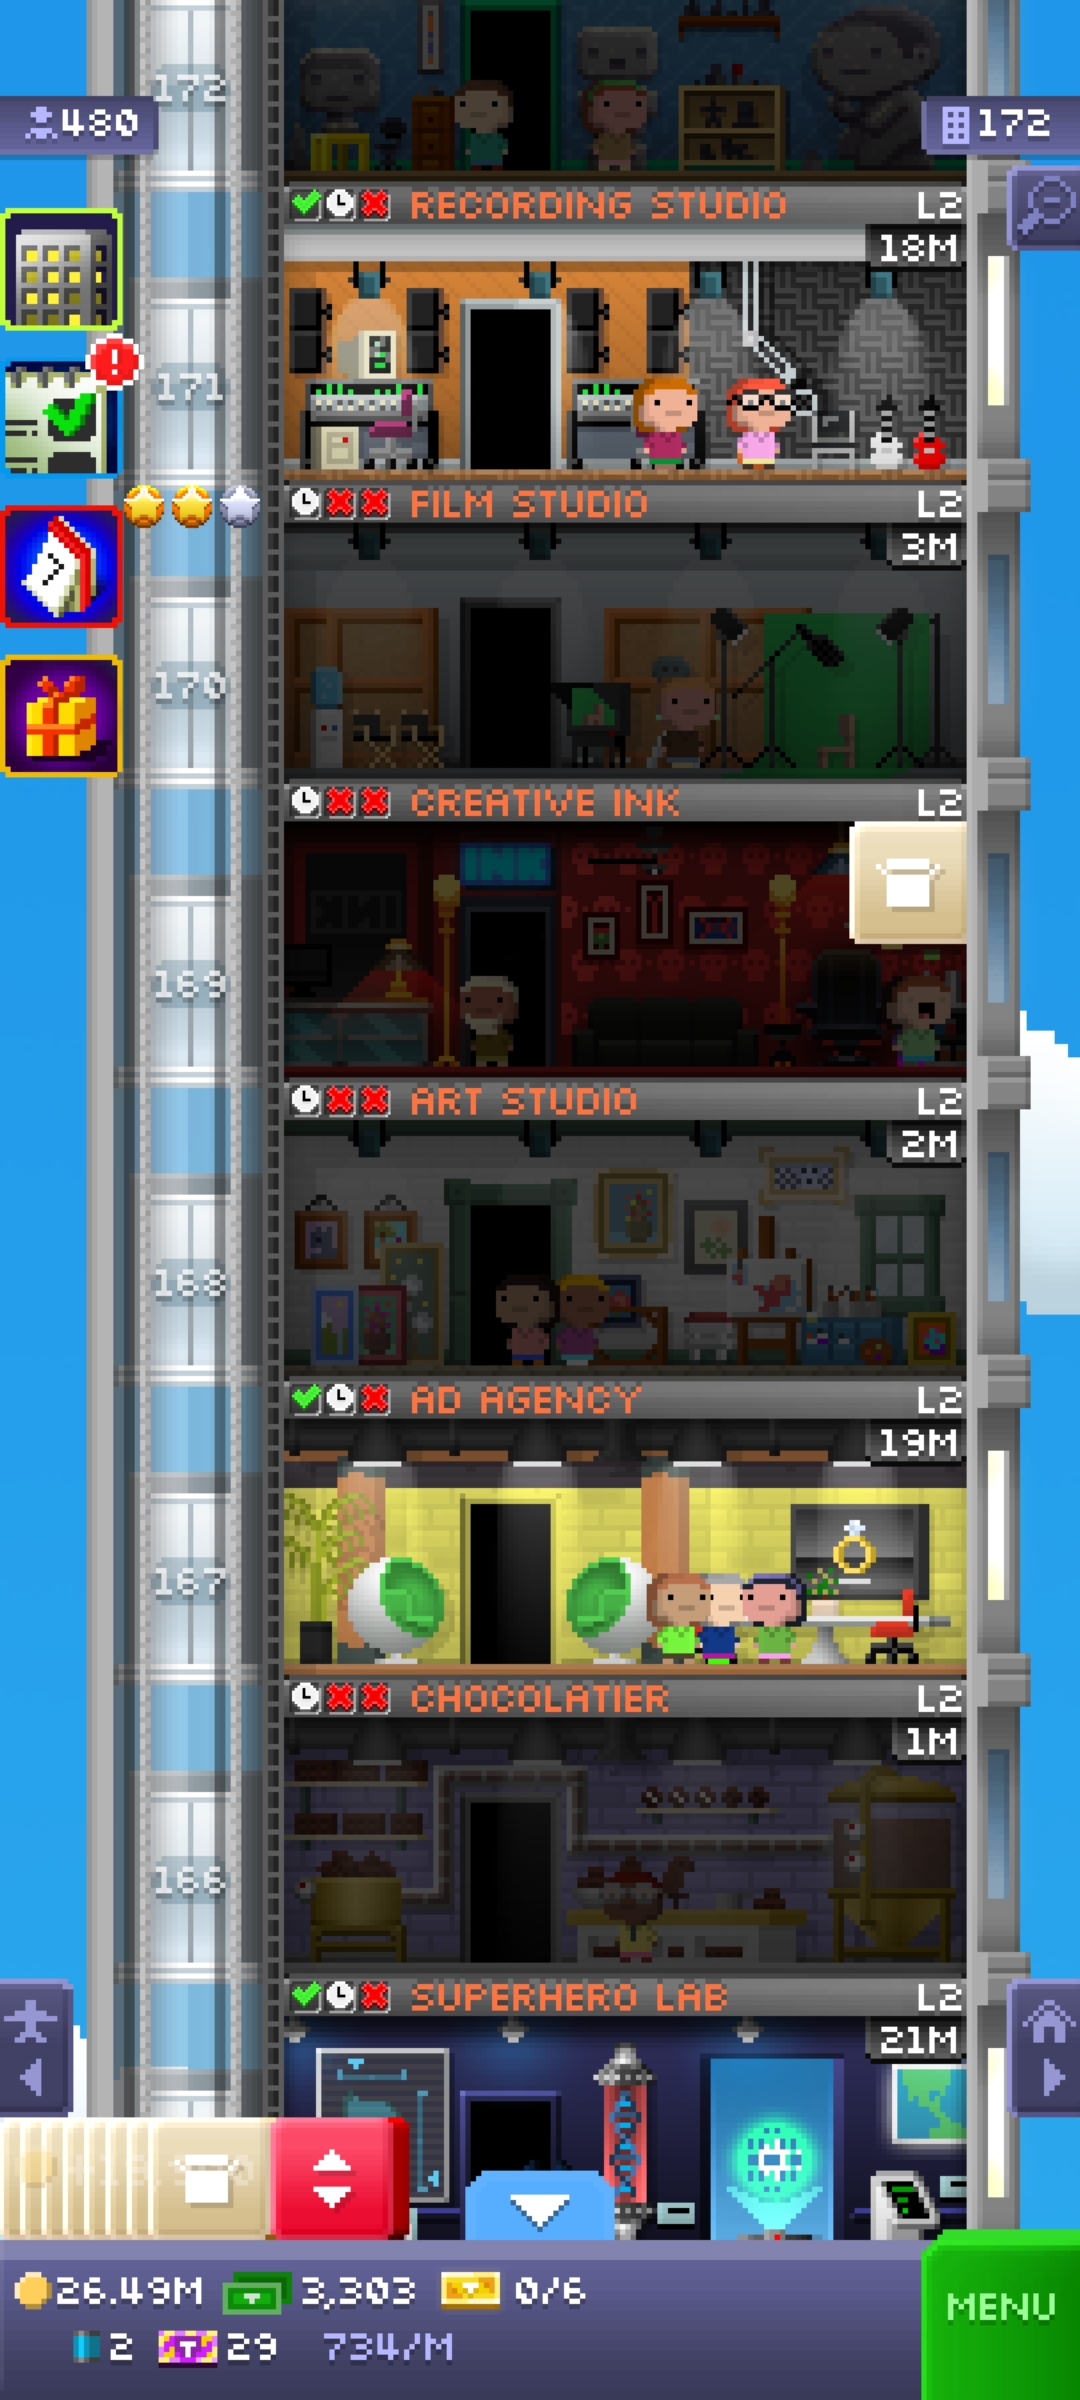 172
480
172
RECORDING STUDIO L2
18M
171
FILM STUDIO L2
3M
7
170
CREATIVE INK L2
INK
169
ART STUDIO L2
2M
168
AD AGENCY L2
19M
167
CHOCOLATIER L2
1M
166
SUPERHERO LAB L2
21M
26.49M 3,303 0/6
MENU
2 29 734/M